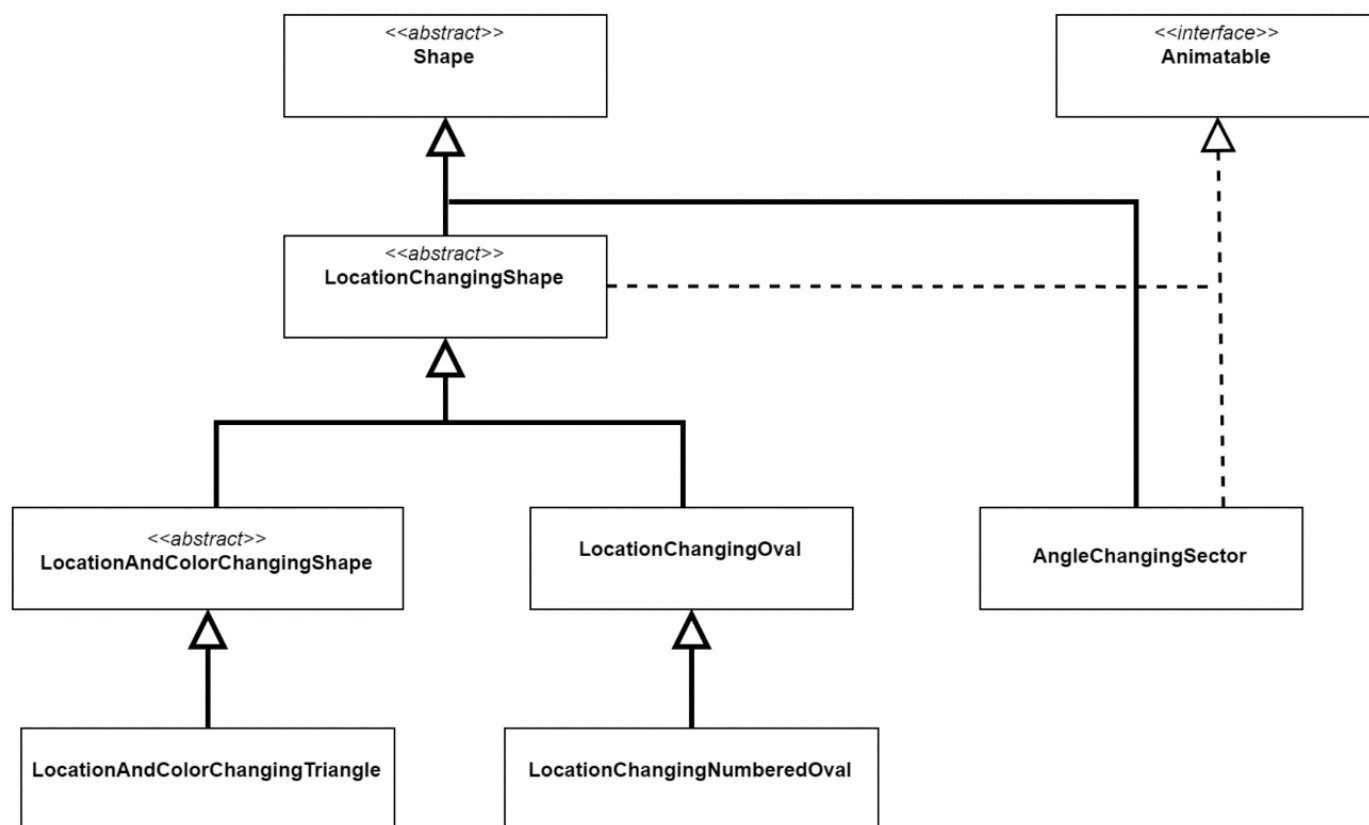 <<abstract>>
Shape
<<interface>>
Animatable
<<abstract>>
LocationChangingShape
<<abstract>>
LocationAndColorChangingShape
LocationChangingOval
AngleChangingSector
LocationAndColorChangingTriangle
LocationChangingNumberedOval